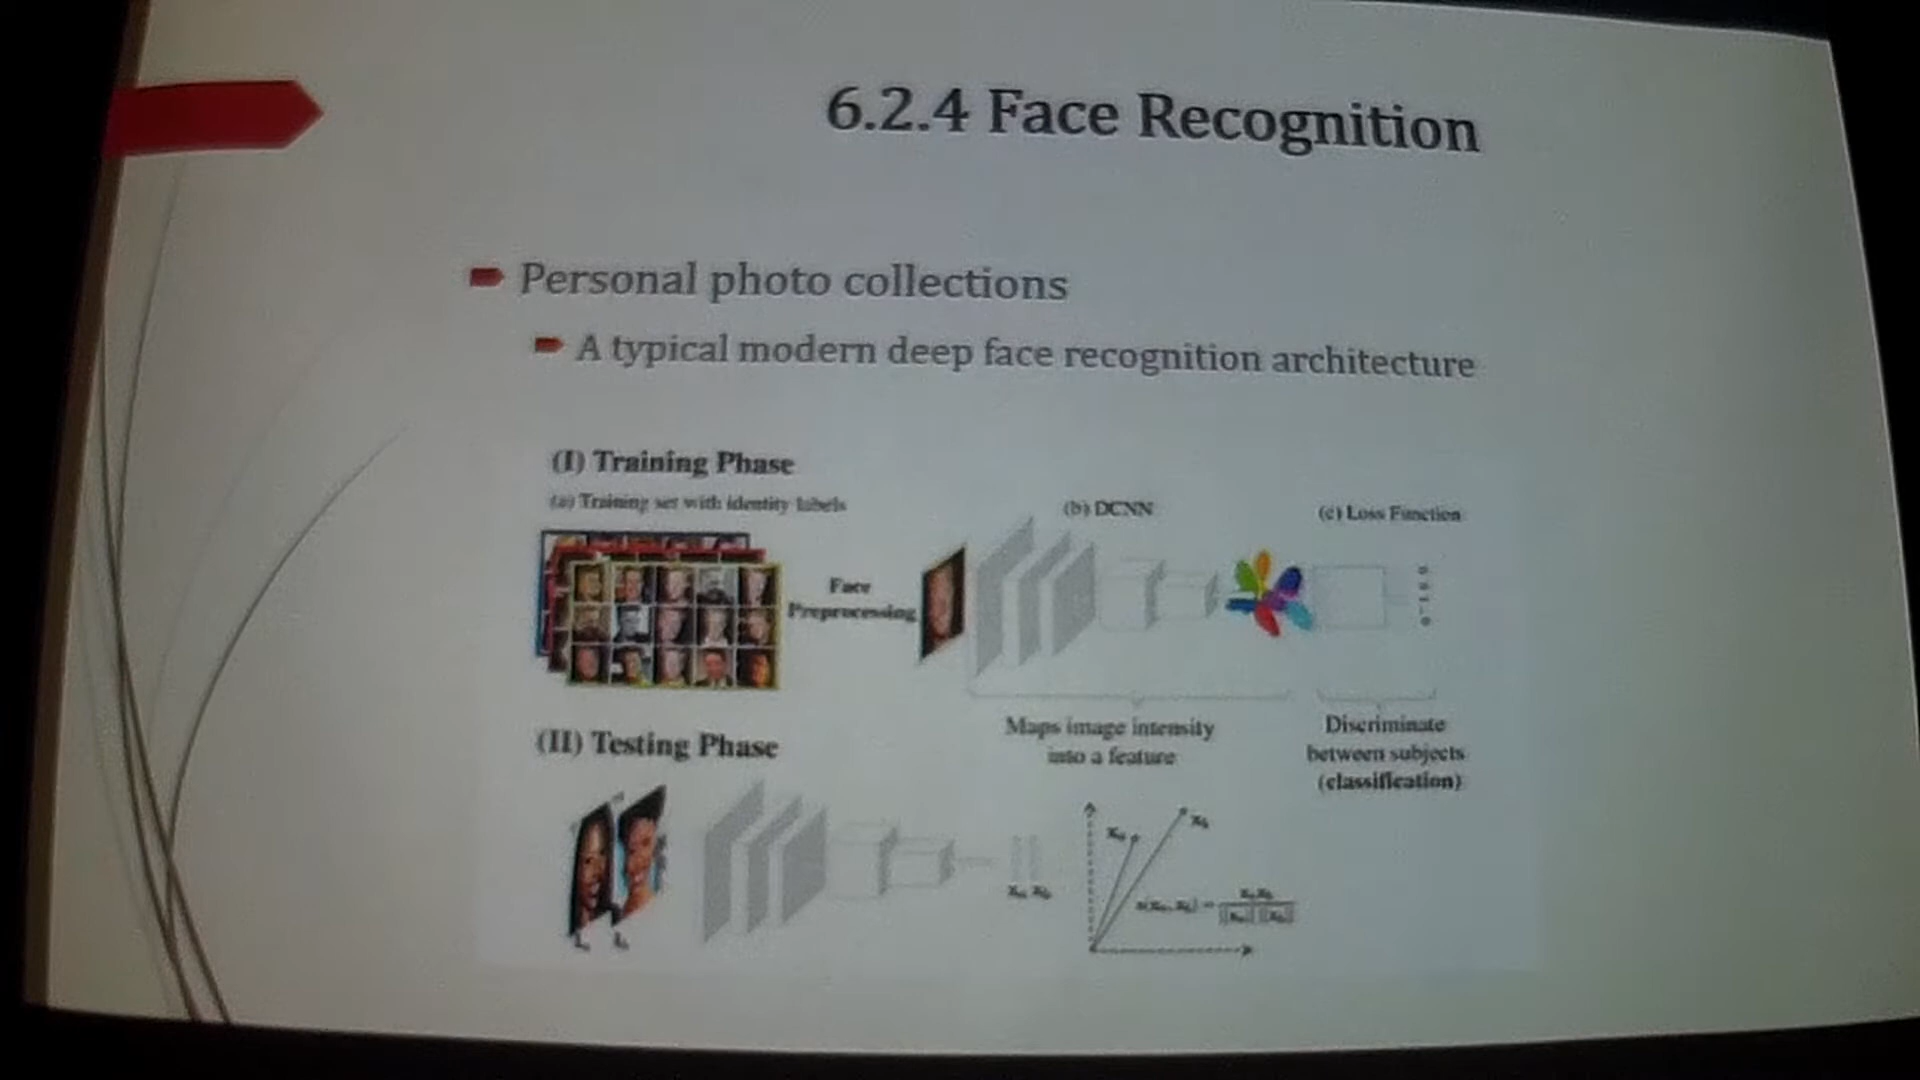 6.2.4 Face Recognition
Personal photo collections
A typical modern deep face recognition architecture
(I) Training Phase
(a) Training set with identity labels
(b) DCNN
(c) Loss Function
Face
Preprocessing
Maps image intensity
into a feature
Discriminate
between subjects
(classification)
(II) Testing Phase